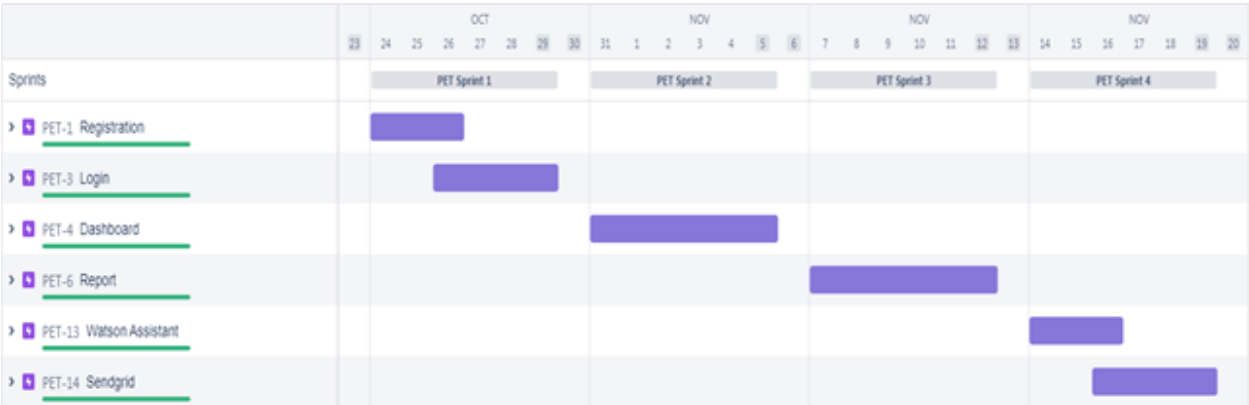 OCT NOV NOV NOV
23 24 25 26 27 28 29 30 31 1 2 3 4 5 6 7 8 9 10 11 12 13 14 15 16 17 18 19 20
Sprints PET Sprint 1 PET Sprint 2 PET Sprint 3 PET Sprint 4
PET-1 Registration
PET-3 Login
PET-4 Dashboard
PET-6 Report
PET-13 Watson Assistant
PET-14 Sendgrid